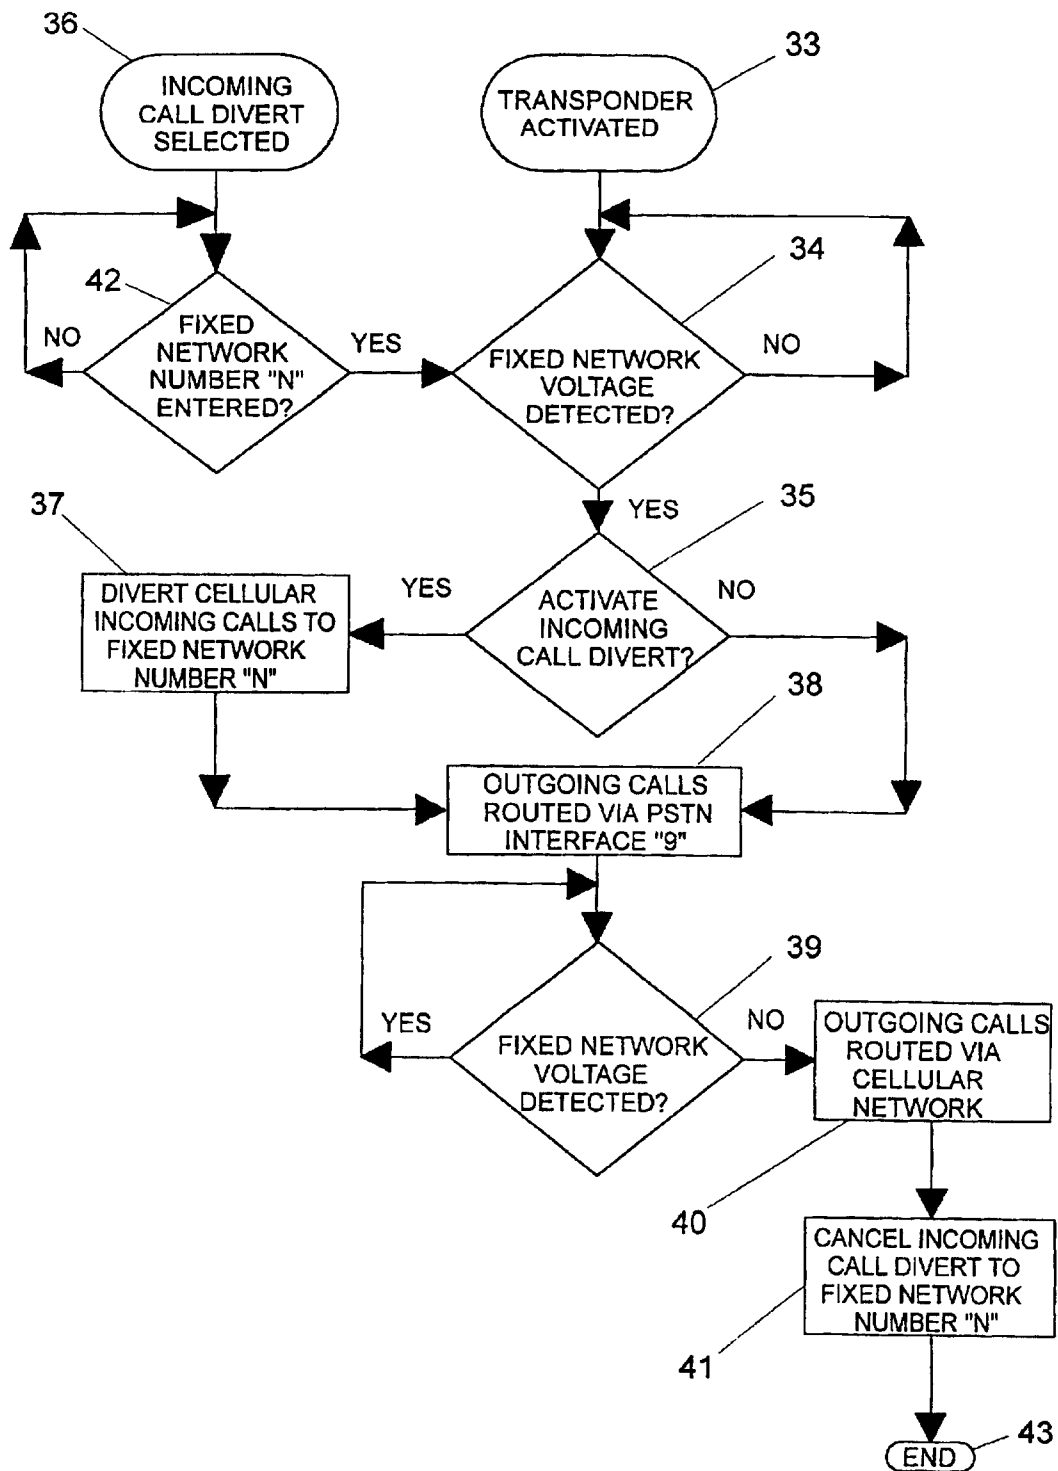 36
INCOMING
CALL DIVERT
SELECTED
33
TRANSPONDER
ACTIVATED
42
FIXED
NETWORK
NUMBER "N"
ENTERED?
NO
YES
34
FIXED NETWORK
VOLTAGE
DETECTED?
NO
YES
37
DIVERT CELLULAR
INCOMING CALLS TO
FIXED NETWORK
NUMBER "N"
35
YES
ACTIVATE
INCOMING
CALL DIVERT?
NO
38
OUTGOING CALLS
ROUTED VIA PSTN
INTERFACE "9"
39
YES
FIXED NETWORK
VOLTAGE
DETECTED?
NO
OUTGOING CALLS
ROUTED VIA
CELLULAR
NETWORK
40
CANCEL INCOMING
CALL DIVERT TO
FIXED NETWORK
NUMBER "N"
41
END
43